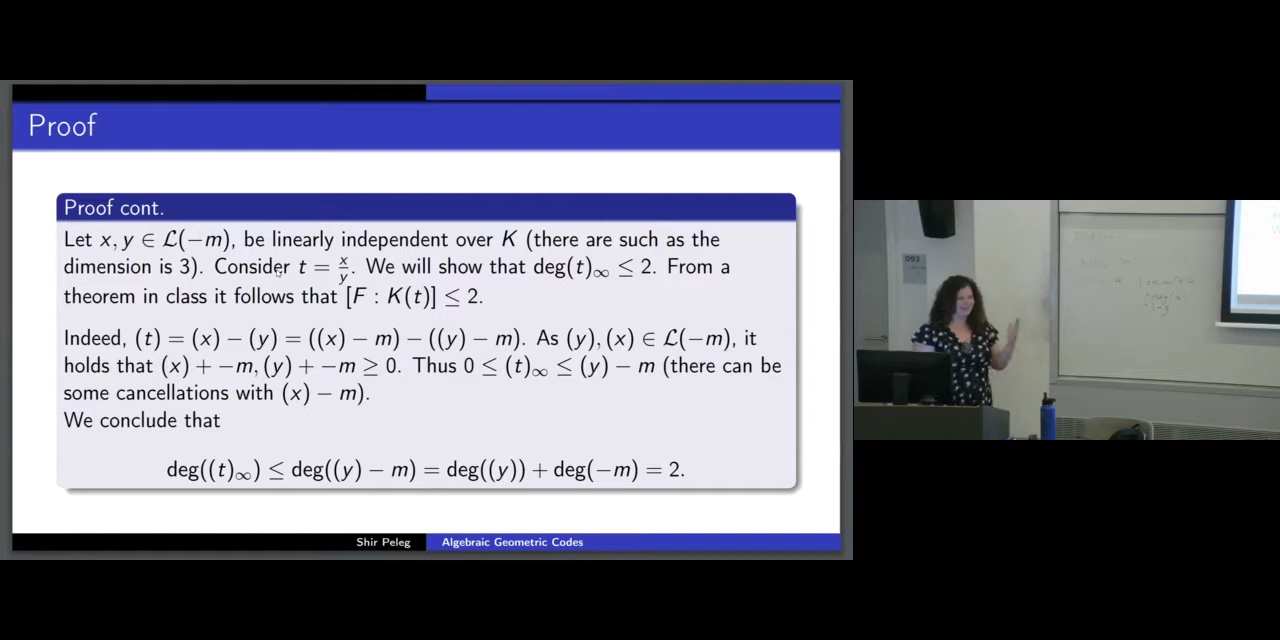 Proof
Proof cont.
Let x, y ∈ ℒ(−m), be linearly independent over K (there are such as the
dimension is 3). Consider t = x/y. We will show that deg(t)∞ ≤ 2. From a
theorem in class it follows that [F : K(t)] ≤ 2.
Indeed, (t) = (x) − (y) = ((x) − m) − ((y) − m). As (y), (x) ∈ ℒ(−m), it
holds that (x) + −m, (y) + −m ≥ 0. Thus 0 ≤ (t)∞ ≤ (y) − m (there can be
some cancellations with (x) − m).
We conclude that
deg((t)∞) ≤ deg((y) − m) = deg((y)) + deg(−m) = 2.
Shir Peleg
Algebraic Geometric Codes